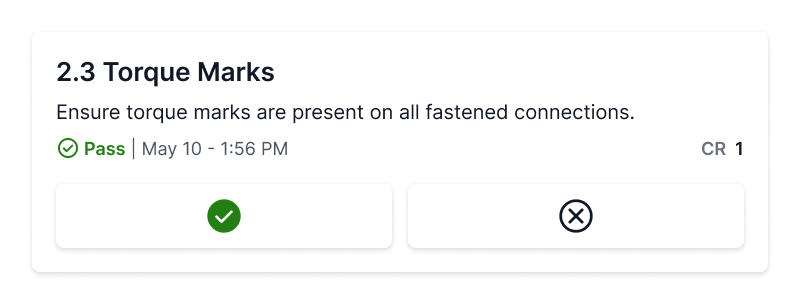 2.3 Torque Marks
Ensure torque marks are present on all fastened connections.
Pass | May 10 - 1:56 PM
CR 1